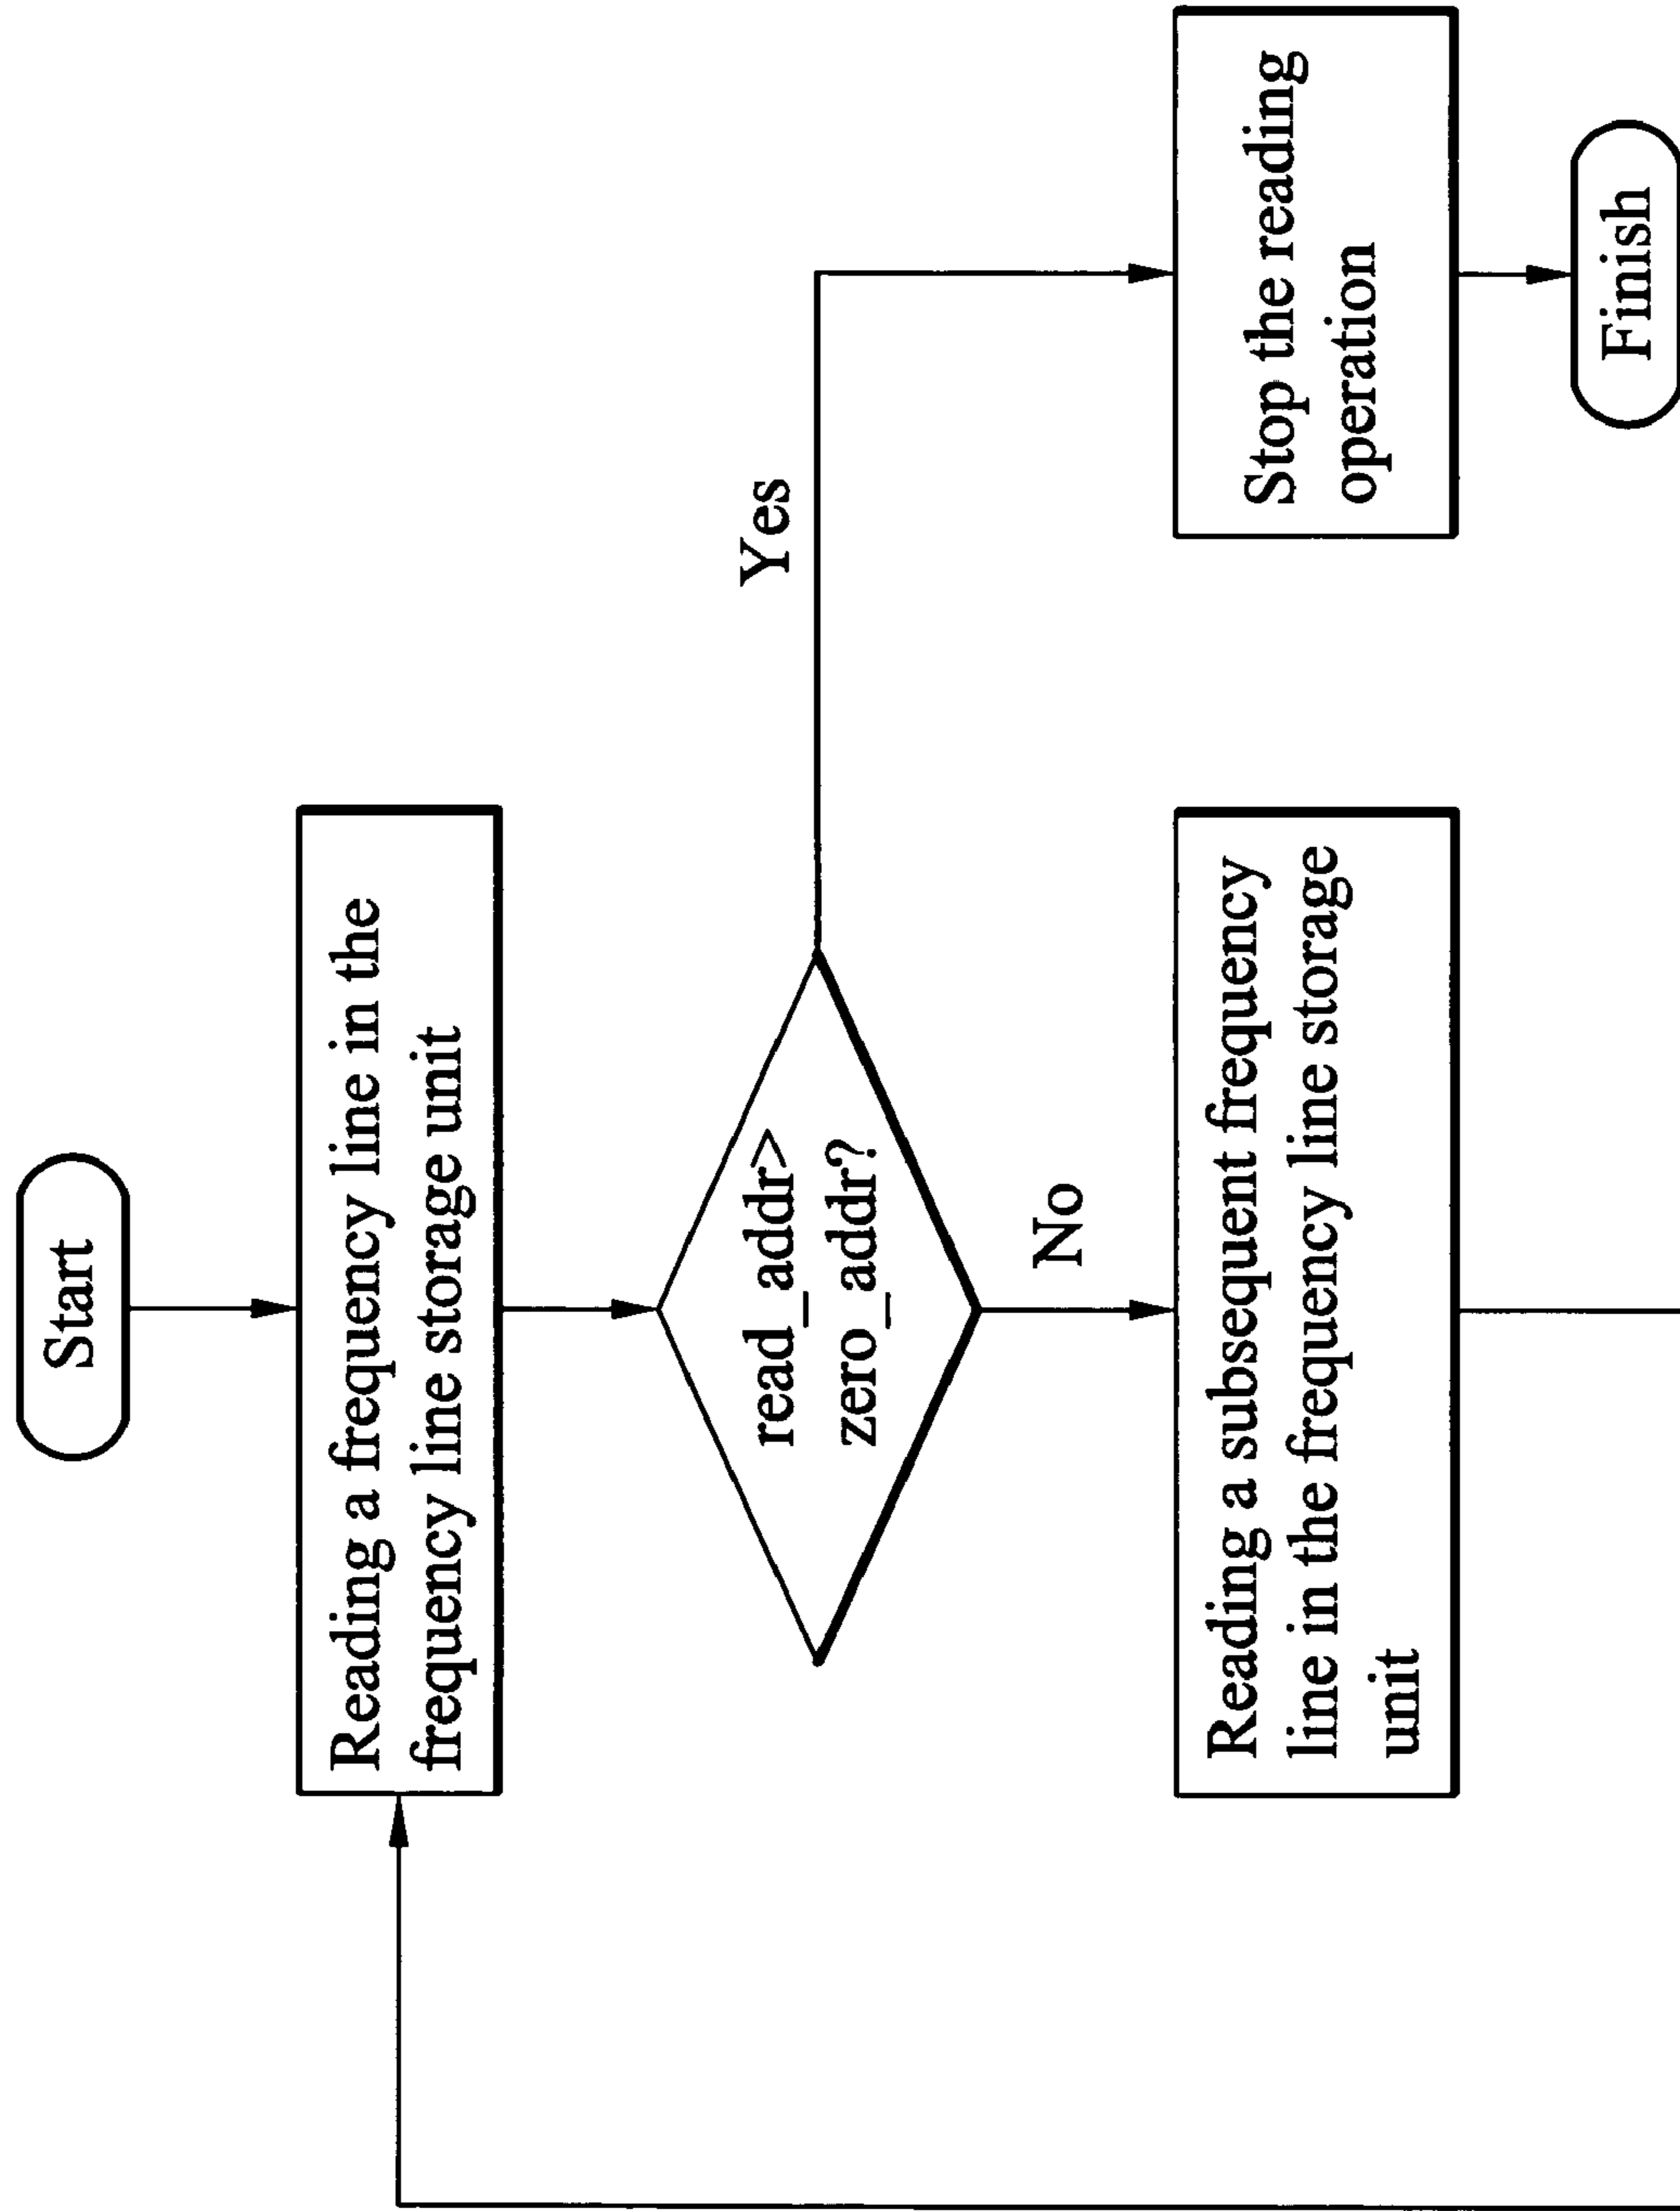 Start
Reading a frequency line in the
frequency line storage unit
read_addr>
zero_addr?
Yes
No
Reading a subsequent frequency
line in the frequency line storage
unit
Stop the reading
operation
Finish